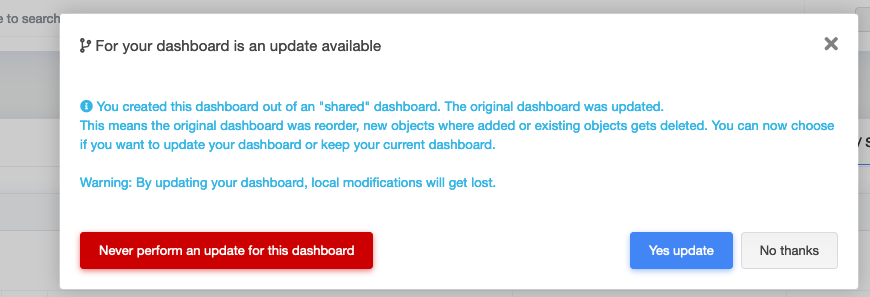 e to search
For your dashboard is an update available
You created this dashboard out of an "shared" dashboard. The original dashboard was updated.
This means the original dashboard was reorder, new objects where added or existing objects gets deleted. You can now choose
if you want to update your dashboard or keep your current dashboard.
Warning: By updating your dashboard, local modifications will get lost.
Never perform an update for this dashboard
Yes update
No thanks